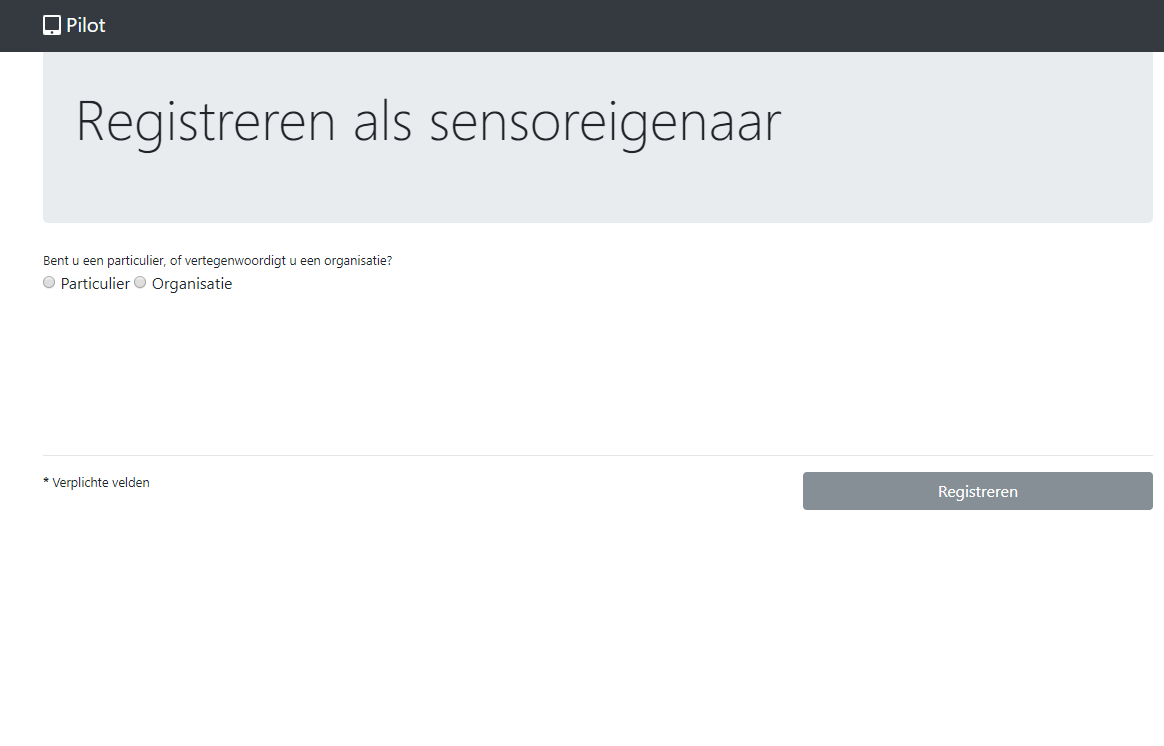 Pilot
Registreren als sensoreigenaar
Bent u een particulier, of vertegenwoordigt u een organisatie?
Particulier Organisatie
* Verplichte velden
Registreren